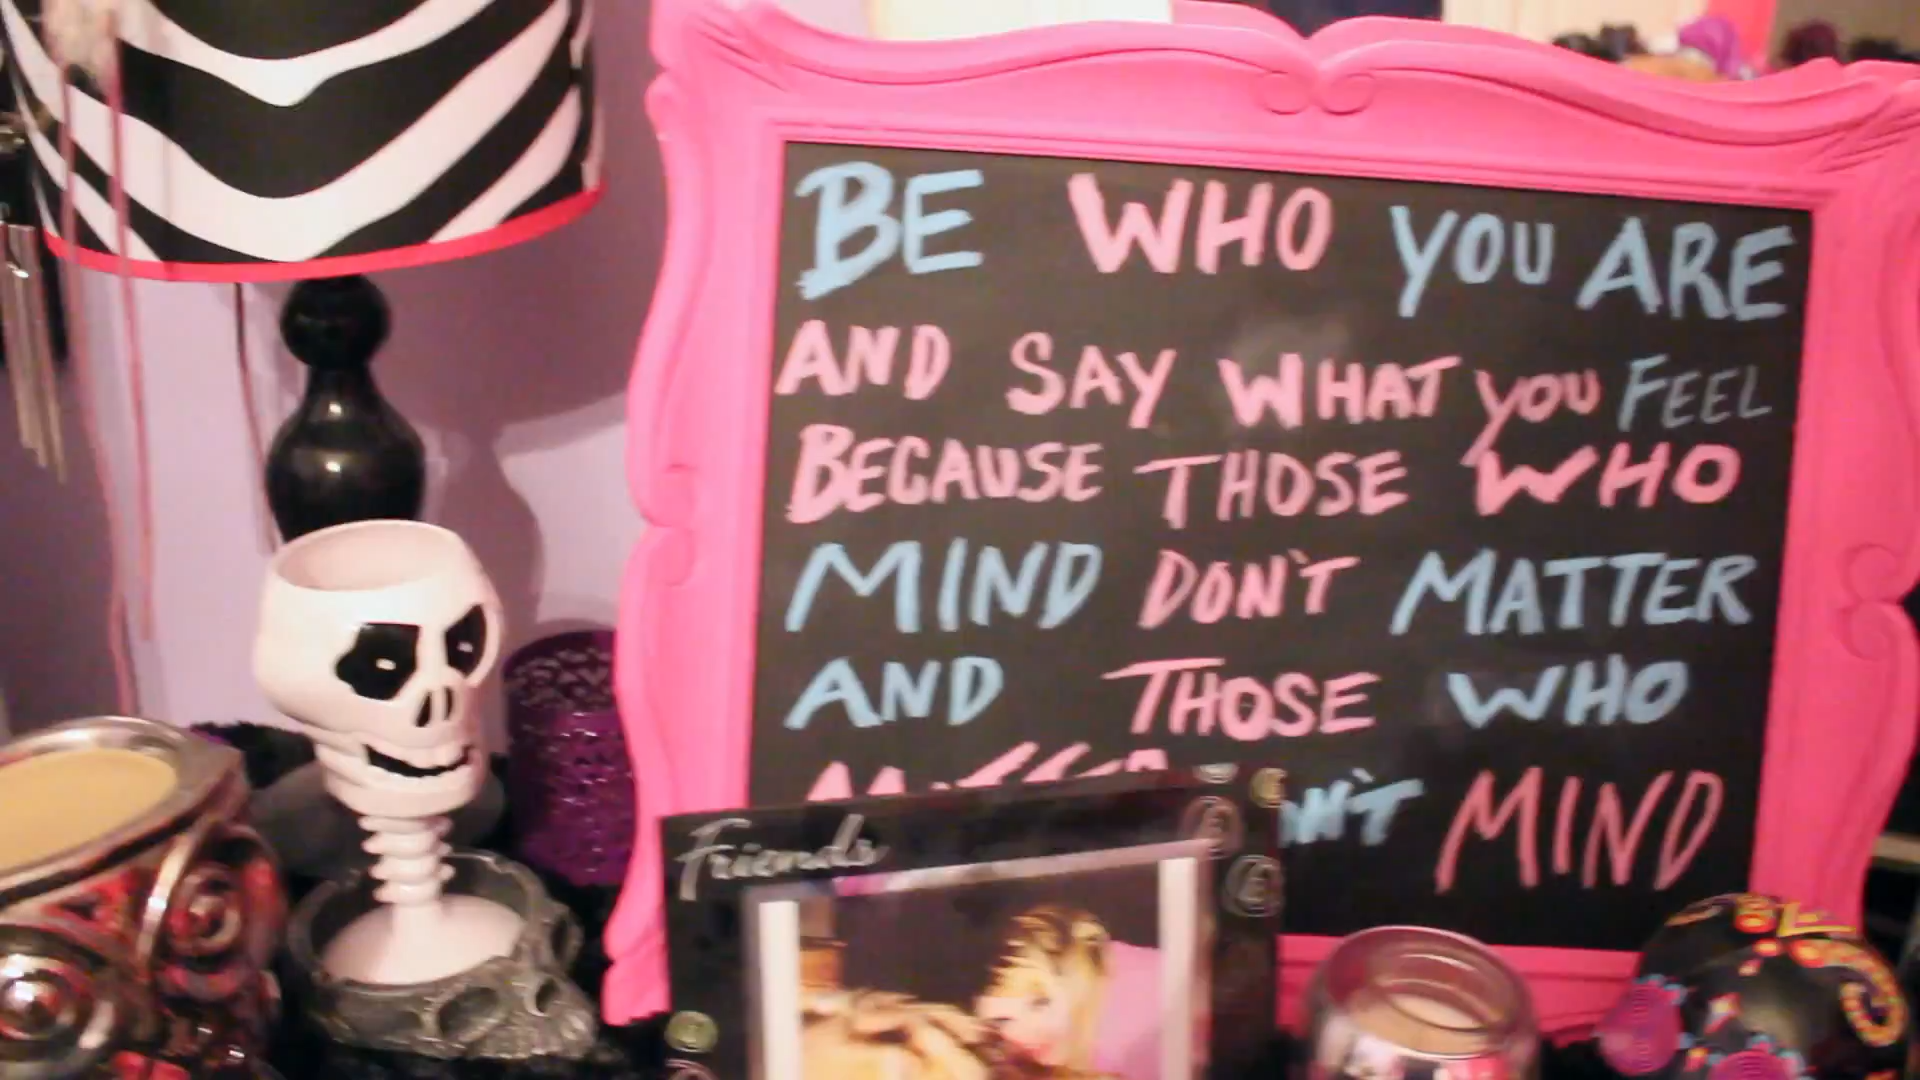 BE WHO YOU ARE
AND SAY WHAT YOU FEEL
BECAUSE THOSE WHO
MIND DON'T MATTER
AND THOSE WHO
MIND
Friends